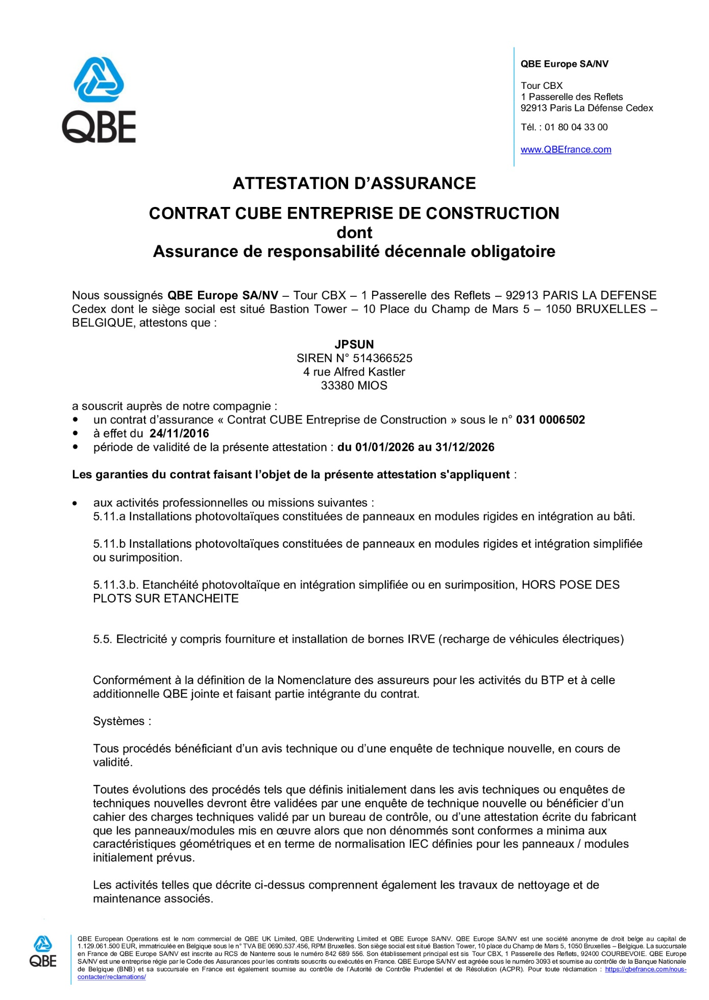 QBE
QBE Europe SA/NV
Tour CBX
1 Passerelle des Reflets
92913 Paris La Défense Cedex
Tél. : 01 80 04 33 00
www.QBEfrance.com
ATTESTATION D’ASSURANCE
CONTRAT CUBE ENTREPRISE DE CONSTRUCTION
dont
Assurance de responsabilité décennale obligatoire
Nous soussignés QBE Europe SA/NV – Tour CBX – 1 Passerelle des Reflets – 92913 PARIS LA DEFENSE
Cedex dont le siège social est situé Bastion Tower – 10 Place du Champ de Mars 5 – 1050 BRUXELLES –
BELGIQUE, attestons que :
JPSUN
SIREN N° 514366525
4 rue Alfred Kastler
33380 MIOS
a souscrit auprès de notre compagnie :
• un contrat d’assurance « Contrat CUBE Entreprise de Construction » sous le n° 031 0006502
• à effet du 24/11/2016
• période de validité de la présente attestation : du 01/01/2026 au 31/12/2026
Les garanties du contrat faisant l’objet de la présente attestation s'appliquent :
• aux activités professionnelles ou missions suivantes :
5.11.a Installations photovoltaïques constituées de panneaux en modules rigides en intégration au bâti.
5.11.b Installations photovoltaïques constituées de panneaux en modules rigides et intégration simplifiée
ou surimposition.
5.11.3.b. Etanchéité photovoltaïque en intégration simplifiée ou en surimposition, HORS POSE DES
PLOTS SUR ETANCHEITE
5.5. Electricité y compris fourniture et installation de bornes IRVE (recharge de véhicules électriques)
Conformément à la définition de la Nomenclature des assureurs pour les activités du BTP et à celle
additionnelle QBE jointe et faisant partie intégrante du contrat.
Systèmes :
Tous procédés bénéficiant d’un avis technique ou d’une enquête de technique nouvelle, en cours de
validité.
Toutes évolutions des procédés tels que définis initialement dans les avis techniques ou enquêtes de
techniques nouvelles devront être validées par une enquête de technique nouvelle ou bénéficier d’un
cahier des charges techniques validé par un bureau de contrôle, ou d’une attestation écrite du fabricant
que les panneaux/modules mis en œuvre alors que non dénommés sont conformes a minima aux
caractéristiques géométriques et en terme de normalisation IEC définies pour les panneaux / modules
initialement prévus.
Les activités telles que décrite ci-dessus comprennent également les travaux de nettoyage et de
maintenance associés.
QBE
QBE European Operations est le nom commercial de QBE UK Limited, QBE Underwriting Limited et QBE Europe SA/NV. QBE Europe SA/NV est une société anonyme de droit belge au capital de
1.129.061.500 EUR, immatriculée en Belgique sous le n° TVA BE 0690.537.456, RPM Bruxelles. Son siège social est situé Bastion Tower, 10 place du Champ de Mars 5, 1050 Bruxelles – Belgique. La succursale
en France de QBE Europe SA/NV est inscrite au RCS de Nanterre sous le numéro 842 689 556. Son établissement principal est sis Tour CBX, 1 Passerelle des Reflets, 92400 COURBEVOIE. QBE Europe
SA/NV est une entreprise régie par le Code des Assurances pour les contrats souscrits ou exécutés en France. QBE Europe SA/NV est agréée sous le numéro 3093 et soumise au contrôle de la Banque Nationale
de Belgique (BNB) et sa succursale en France est également soumise au contrôle de l’Autorité de Contrôle Prudentiel et de Résolution (ACPR). Pour toute réclamation : https://qbefrance.com/nous-
contacter/reclamations/